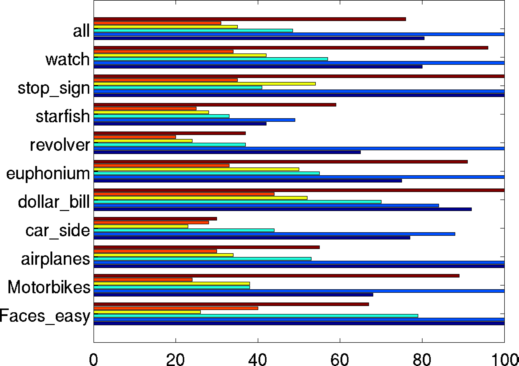 all
watch
stop_sign
starfish
revolver
euphonium
dollar_bill
car_side
airplanes
Motorbikes
Faces_easy
0 20 40 60 80 100